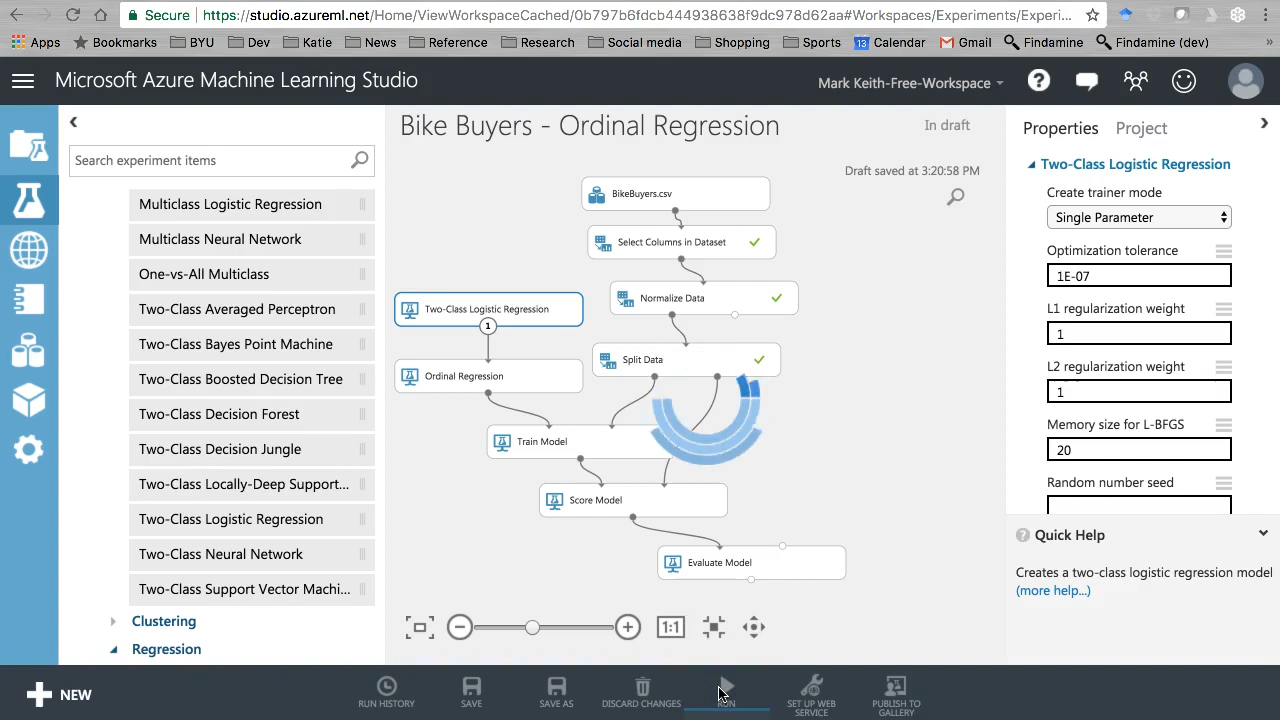 Secure
https://studio.azureml.net/Home/ViewWorkspaceCached/0b797b6fdcb444938638f9dc978d62aa#Workspaces/Experiments/Experi...
Apps Bookmarks BYU Dev Katie News Reference Research Social media Shopping Sports 13 Calendar Gmail Findamine Findamine (dev) »
Microsoft Azure Machine Learning Studio
Mark Keith-Free-Workspace
Search experiment items
Multiclass Logistic Regression
Multiclass Neural Network
One-vs-All Multiclass
Two-Class Averaged Perceptron
Two-Class Bayes Point Machine
Two-Class Boosted Decision Tree
Two-Class Decision Forest
Two-Class Decision Jungle
Two-Class Locally-Deep Support...
Two-Class Logistic Regression
Two-Class Neural Network
Two-Class Support Vector Machi...
Clustering
Regression
Bike Buyers - Ordinal Regression
In draft
Draft saved at 3:20:58 PM
BikeBuyers.csv
Select Columns in Dataset
Normalize Data
Two-Class Logistic Regression
1
Split Data
Ordinal Regression
Train Model
Score Model
Evaluate Model
1:1
Properties Project
Two-Class Logistic Regression
Create trainer mode
Single Parameter
Optimization tolerance
1E-07
L1 regularization weight
1
L2 regularization weight
1
Memory size for L-BFGS
20
Random number seed
Quick Help
Creates a two-class logistic regression model
(more help...)
NEW
RUN HISTORY
SAVE
SAVE AS
DISCARD CHANGES
RUN
SET UP WEB
SERVICE
PUBLISH TO
GALLERY